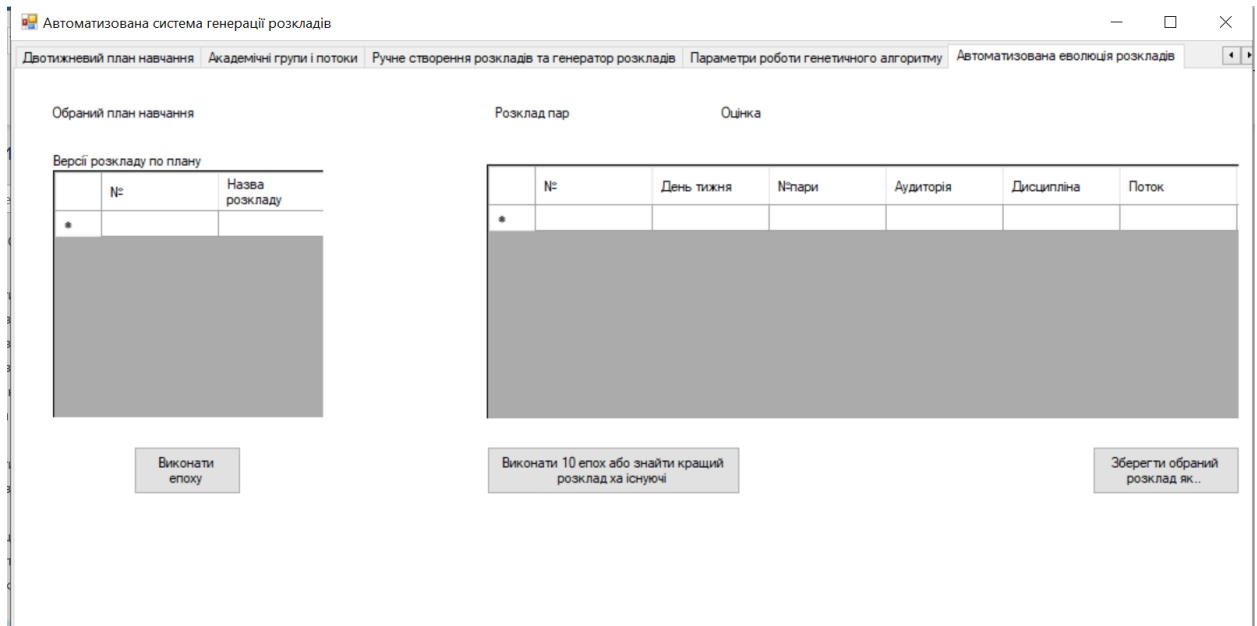 Автоматизована система генерації розкладів
Двотижневий план навчання Академічні групи і потоки Ручне створення розкладів та генератор розкладів Параметри роботи генетичного алгоритму Автоматизована еволюція розкладів
Обраний план навчання Розклад пар Оцінка
Версії розкладу по плану
№ Назва
розкладу
№ День тижня №пари Аудиторія Дисципліна Поток
Виконати
епоху
Виконати 10 епох або знайти кращий
розклад ха існуючі
Зберегти обраний
розклад як..